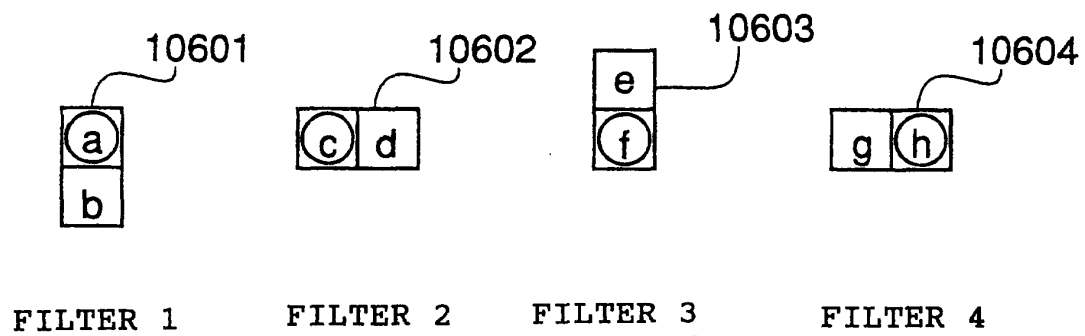 10601 10602 10603 10604
e
a c d f g h
b
FILTER 1 FILTER 2 FILTER 3 FILTER 4